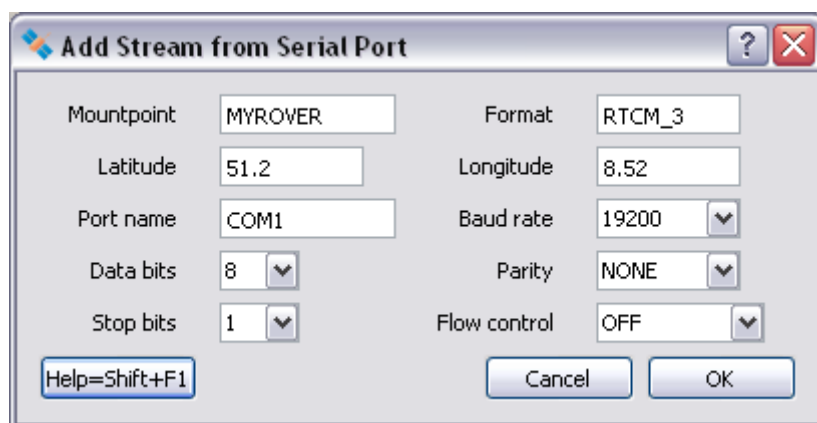 Add Stream from Serial Port
Mountpoint MYROVER Format RTCM_3
Latitude 51.2 Longitude 8.52
Port name COM1 Baud rate 19200
Data bits 8 Parity NONE
Stop bits 1 Flow control OFF
Help=Shift+F1 Cancel OK